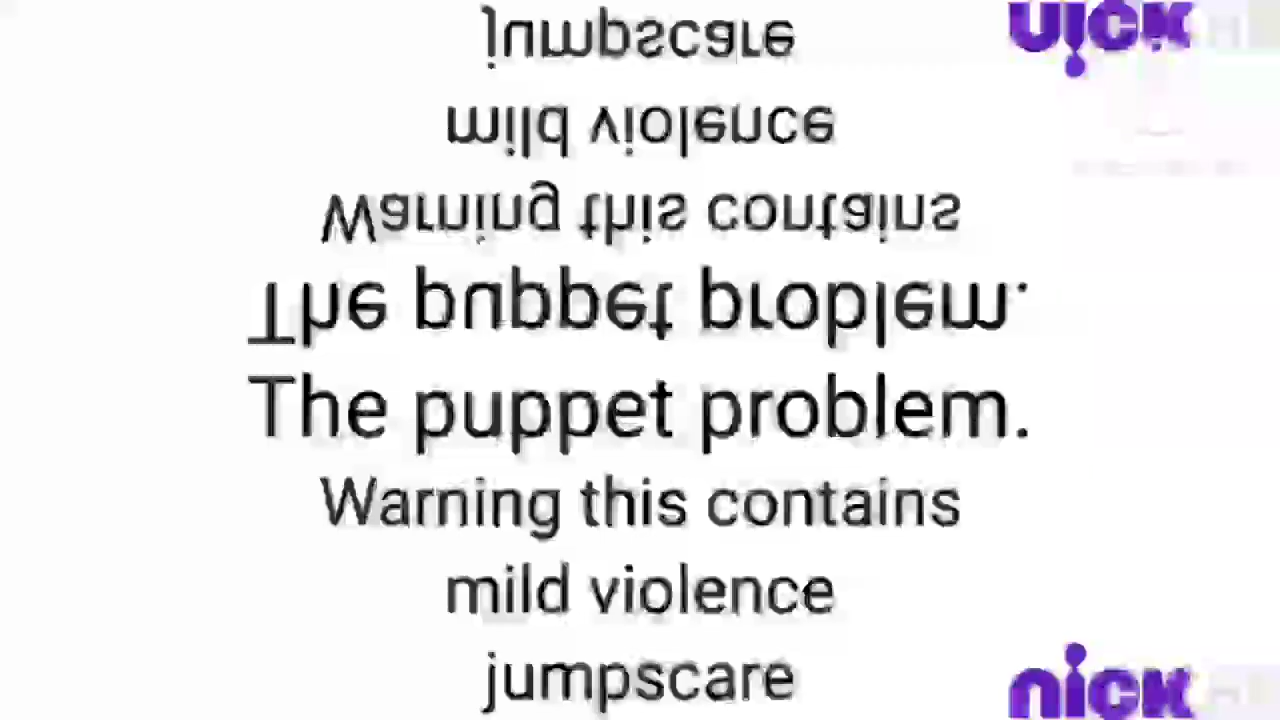 jumpscare
nick
mild violence
Warning this contains
The puppet problem.
The puppet problem.
Warning this contains
mild violence
jumpscare
nick